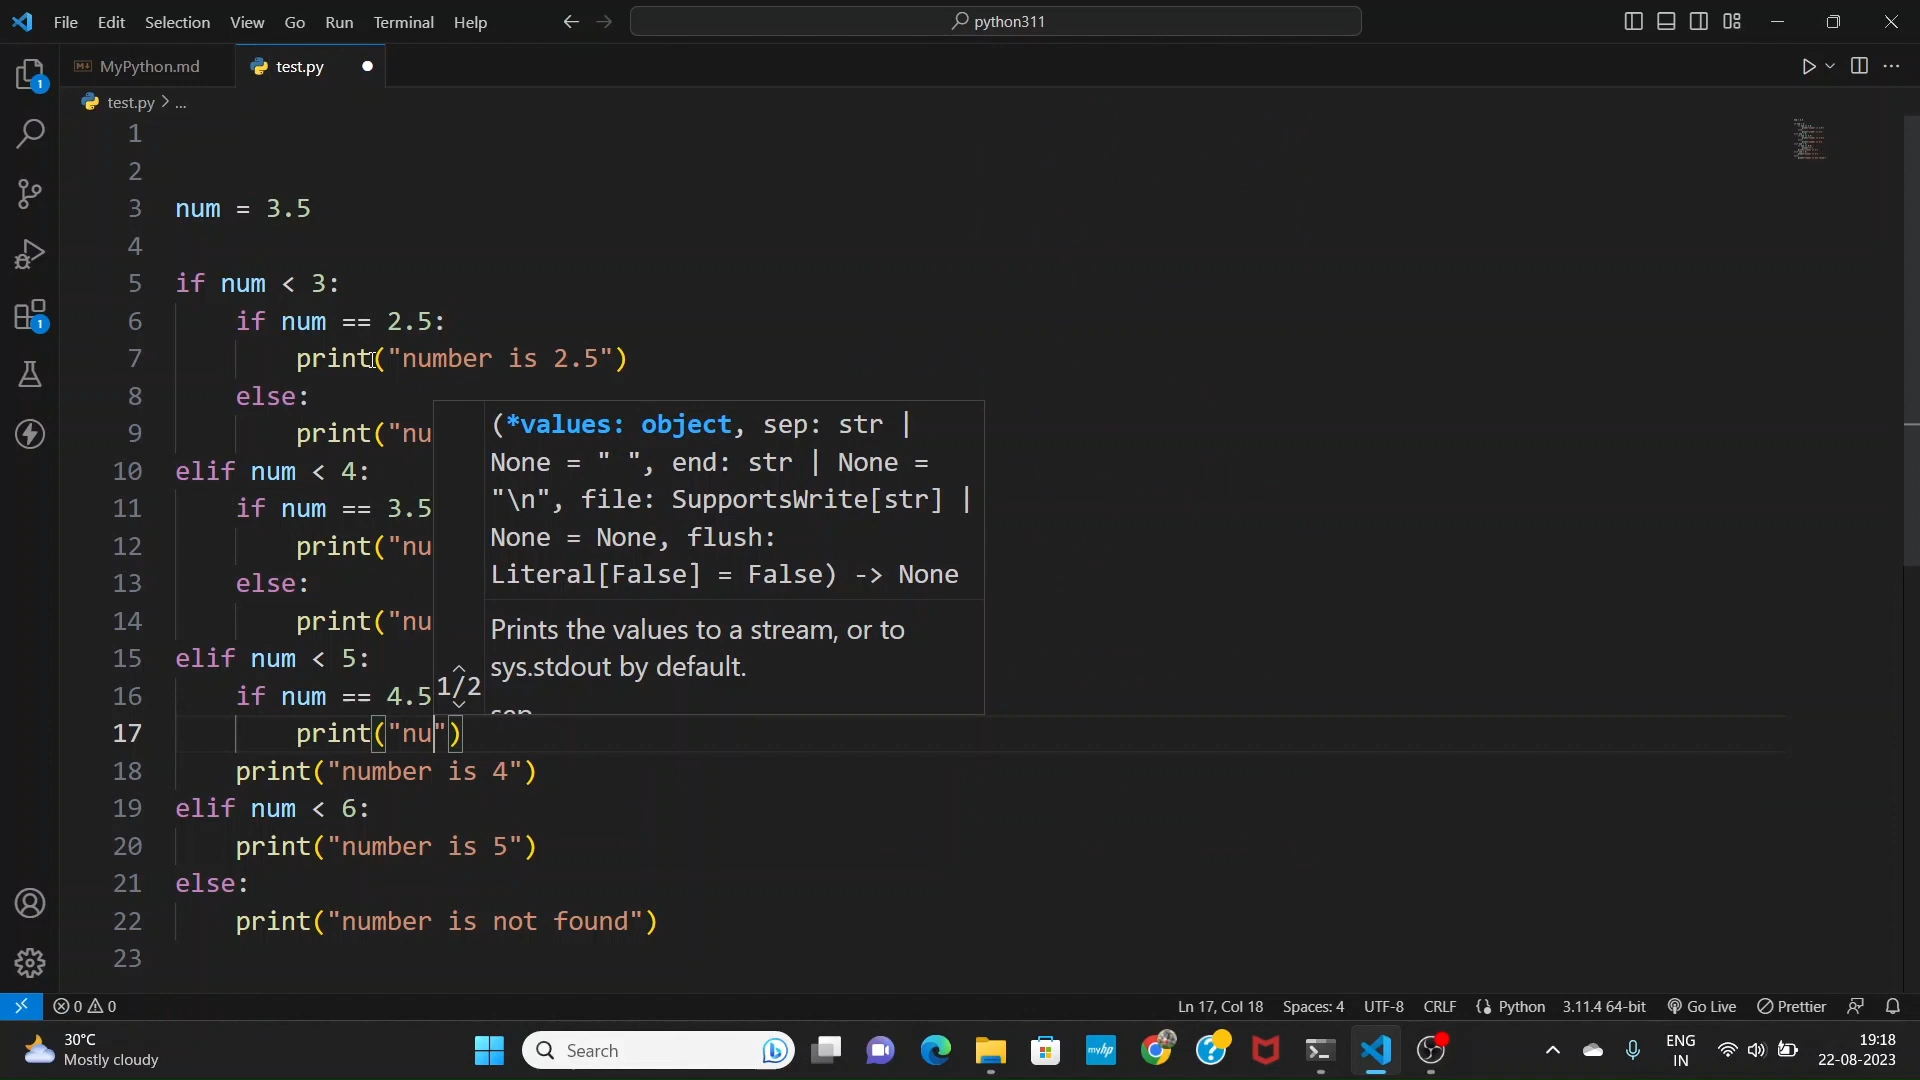 File Edit Selection View Go Run Terminal Help python311
MyPython.md test.py
test.py > ...
1
2
3 num = 3.5
4
5 if num < 3:
6 if num == 2.5:
7 print("number is 2.5")
8 else:
9 print("nu
10 elif num < 4:
11 if num == 3.5
12 print("nu
13 else:
14 print("nu
15 elif num < 5:
16 if num == 4.5
17 print("nu")
18 print("number is 4")
19 elif num < 6:
20 print("number is 5")
21 else:
22 print("number is not found")
23
(*values: object, sep: str |
None = " ", end: str | None =
"\n", file: SupportsWrite[str] |
None = None, flush:
Literal[False] = False) -> None
Prints the values to a stream, or to
sys.stdout by default.
sep
1/2
1
1
0 0 Ln 17, Col 18 Spaces: 4 UTF-8 CRLF Python 3.11.4 64-bit Go Live Prettier
30°C
Mostly cloudy
Search
myhp
ENG
IN
19:18
22-08-2023